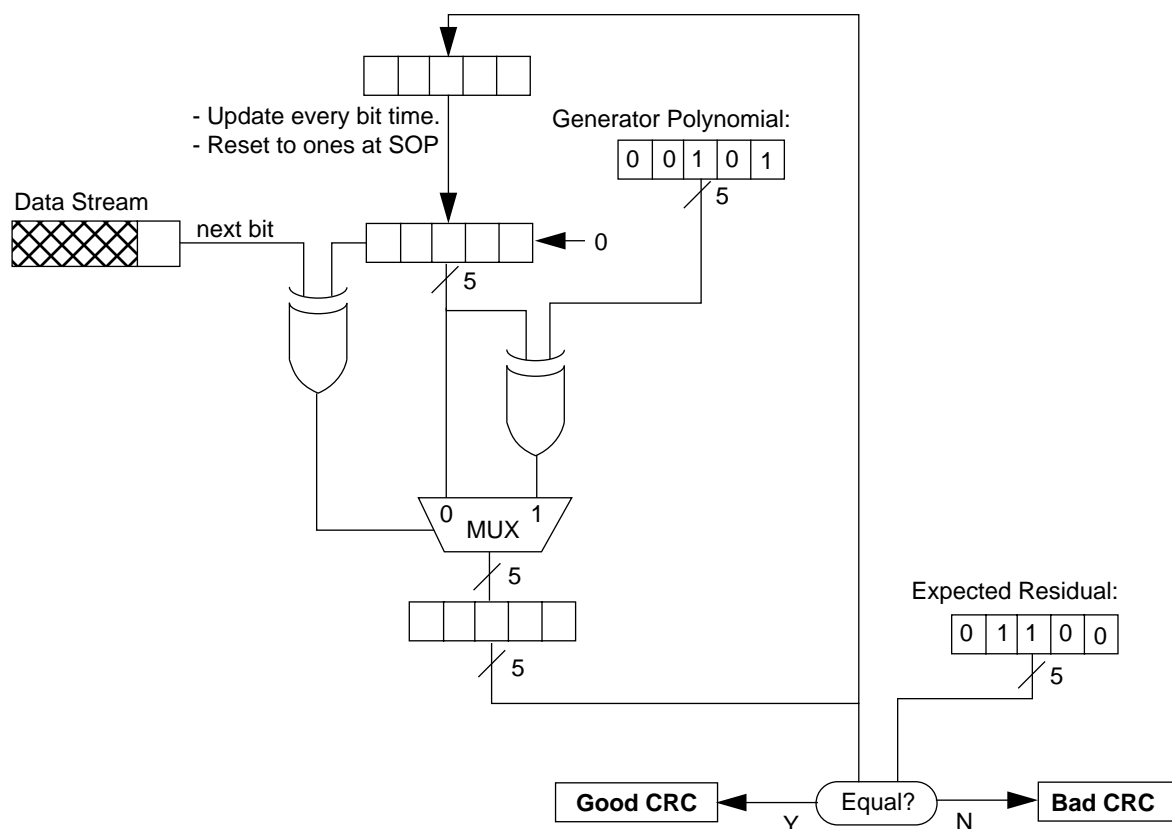 - Update every bit time.
- Reset to ones at SOP
Generator Polynomial:
0 0 1 0 1
5
Data Stream
next bit
0
5
0 1
MUX
5
5
Expected Residual:
0 1 1 0 0
5
Good CRC
Y
Equal?
N
Bad CRC